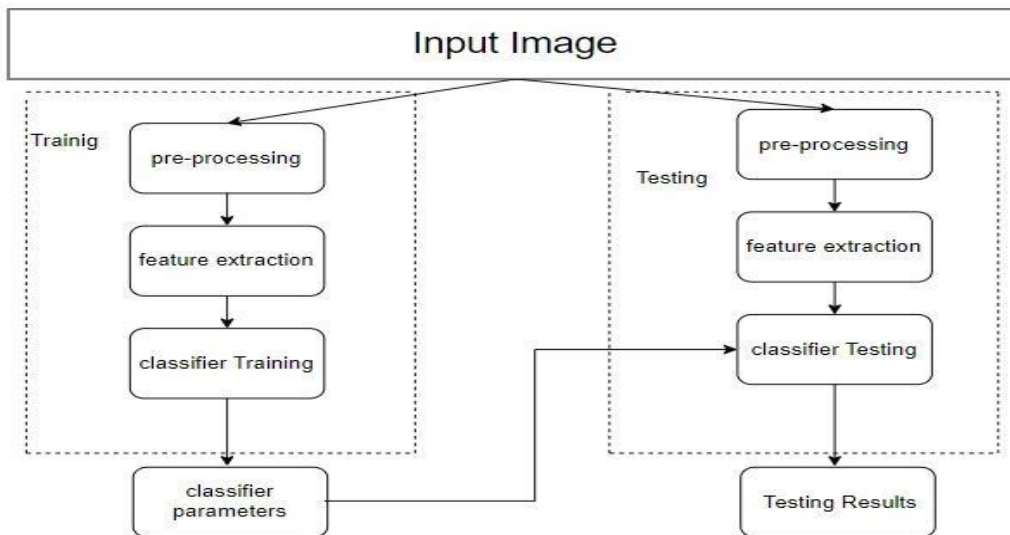 Input Image
Trainig
pre-processing
feature extraction
classifier Training
classifier
parameters
Testing
pre-processing
feature extraction
classifier Testing
Testing Results